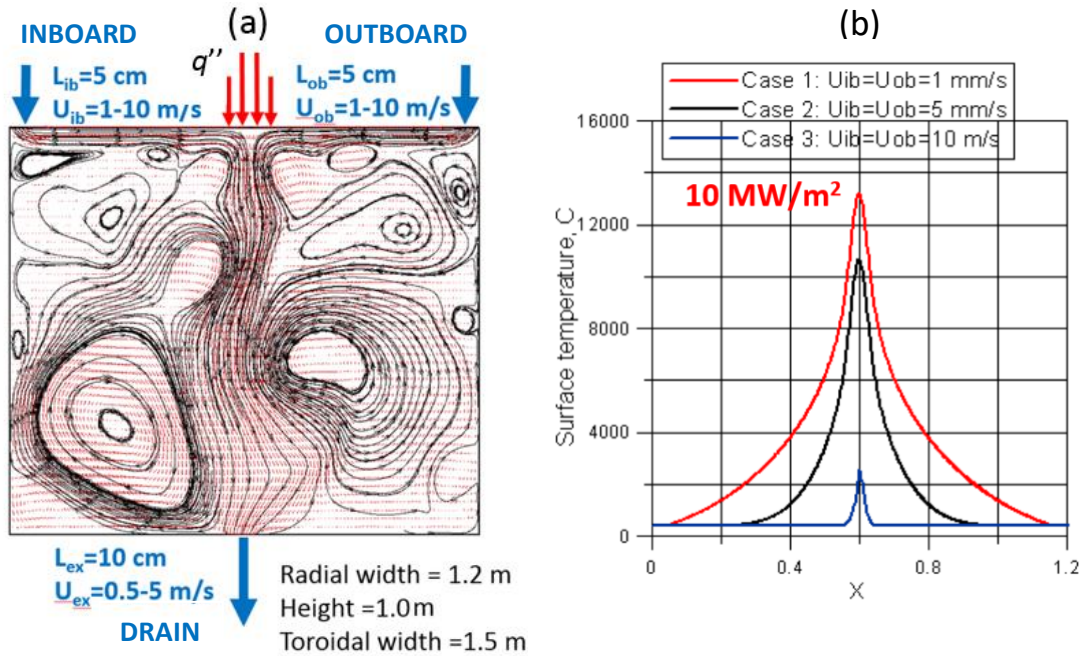 (a)
INBOARD
OUTBOARD
q’’
L_ib=5 cm
U_ib=1-10 m/s
L_ob=5 cm
U_ob=1-10 m/s
L_ex=10 cm
U_ex=0.5-5 m/s
DRAIN
Radial width = 1.2 m
Height =1.0m
Toroidal width =1.5 m
(b)
Case 1: Uib=Uob=1 mm/s
Case 2: Uib=Uob=5 mm/s
Case 3: Uib=Uob=10 m/s
10 MW/m²
Surface temperature, C
16000
12000
8000
4000
0
0 0.4 0.8 1.2
X